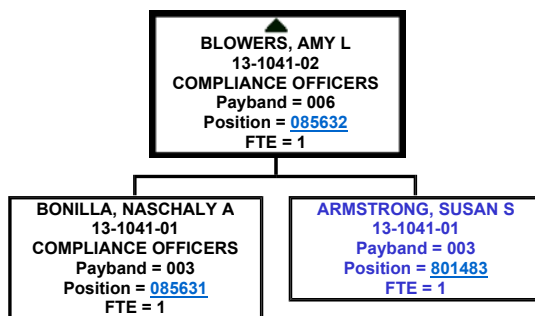 BLOWERS, AMY L
13-1041-02
COMPLIANCE OFFICERS
Payband = 006
Position = 085632
FTE = 1
BONILLA, NASCHALY A
13-1041-01
COMPLIANCE OFFICERS
Payband = 003
Position = 085631
FTE = 1
ARMSTRONG, SUSAN S
13-1041-01
Payband = 003
Position = 801483
FTE = 1